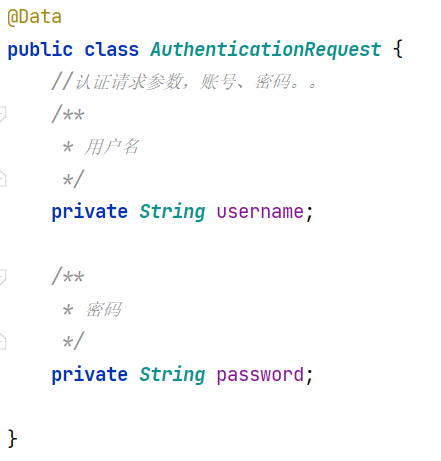 @Data
public class AuthenticationRequest {
    //认证请求参数，账号、密码。。
    /**
     * 用户名
     */
    private String username;

    /**
     * 密码
     */
    private String password;

}